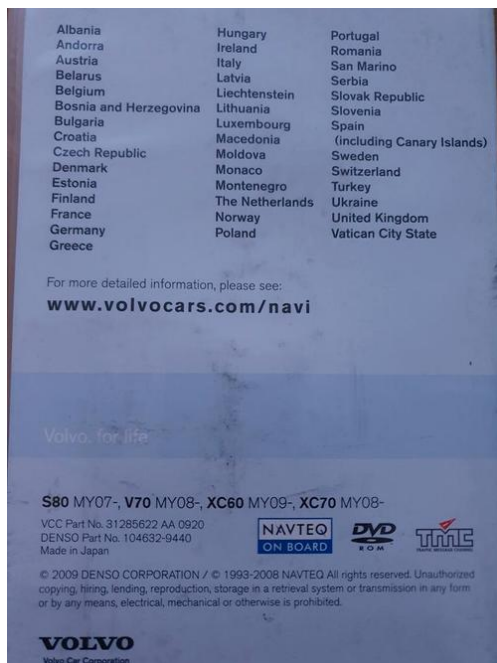 Albania
Andorra
Austria
Belarus
Belgium
Bosnia and Herzegovina
Bulgaria
Croatia
Czech Republic
Denmark
Estonia
Finland
France
Germany
Greece
Hungary
Ireland
Italy
Latvia
Liechtenstein
Lithuania
Luxembourg
Macedonia
Moldova
Monaco
Montenegro
The Netherlands
Norway
Poland
Portugal
Romania
San Marino
Serbia
Slovak Republic
Slovenia
Spain
(including Canary Islands)
Sweden
Switzerland
Turkey
Ukraine
United Kingdom
Vatican City State
For more detailed information, please see:
www.volvocars.com/navi
Volvo. for life
S80 MY07-, V70 MY08-, XC60 MY09-, XC70 MY08-
VCC Part No. 31285622 AA 0920
DENSO Part No. 104632-9440
Made in Japan
NAVTEQ
ON BOARD
DVD
ROM
TMC
TRAFFIC MESSAGE CHANNEL
© 2009 DENSO CORPORATION / © 1993-2008 NAVTEQ All rights reserved. Unauthorized
copying, hiring, lending, reproduction, storage in a retrieval system or transmission in any form
or by any means, electrical, mechanical or otherwise is prohibited.
VOLVO
Volvo Car Corporation